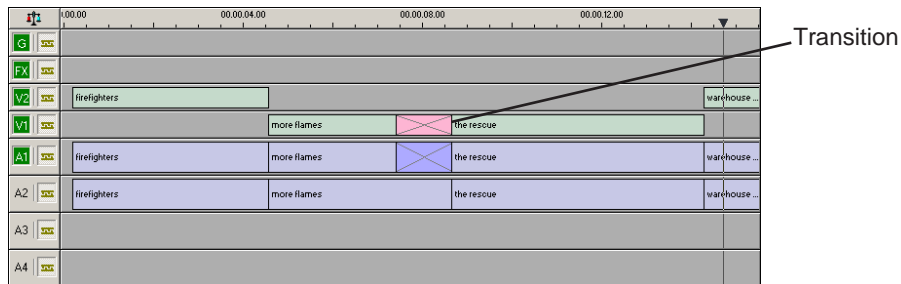 :00.00 00.00.04.00 00.00.08.00 00.00.12.00
Transition
G
FX
V2 firefighters warehouse ...
V1 more flames the rescue
A1 firefighters more flames the rescue warehouse ...
A2 firefighters more flames the rescue warehouse ...
A3
A4